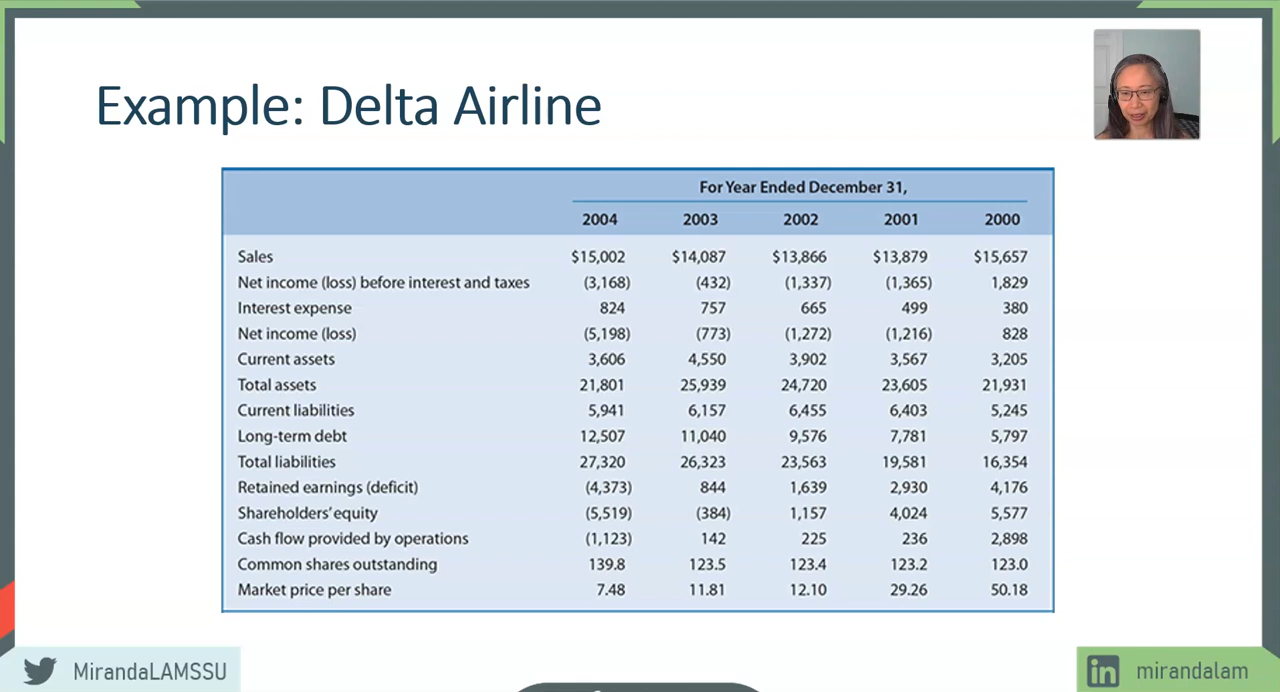 Example: Delta Airline
For Year Ended December 31,
2004 2003 2002 2001 2000
Sales $15,002 $14,087 $13,866 $13,879 $15,657
Net income (loss) before interest and taxes (3,168) (432) (1,337) (1,365) 1,829
Interest expense 824 757 665 499 380
Net income (loss) (5,198) (773) (1,272) (1,216) 828
Current assets 3,606 4,550 3,902 3,567 3,205
Total assets 21,801 25,939 24,720 23,605 21,931
Current liabilities 5,941 6,157 6,455 6,403 5,245
Long-term debt 12,507 11,040 9,576 7,781 5,797
Total liabilities 27,320 26,323 23,563 19,581 16,354
Retained earnings (deficit) (4,373) 844 1,639 2,930 4,176
Shareholders' equity (5,519) (384) 1,157 4,024 5,577
Cash flow provided by operations (1,123) 142 225 236 2,898
Common shares outstanding 139.8 123.5 123.4 123.2 123.0
Market price per share 7.48 11.81 12.10 29.26 50.18
MirandaLAMSSU
in mirandalam